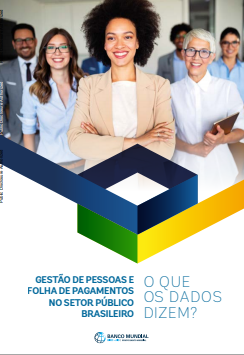 GESTÃO DE PESSOAS E
FOLHA DE PAGAMENTOS
NO SETOR PÚBLICO
BRASILEIRO
O QUE
OS DADOS
DIZEM?
BANCO MUNDIAL